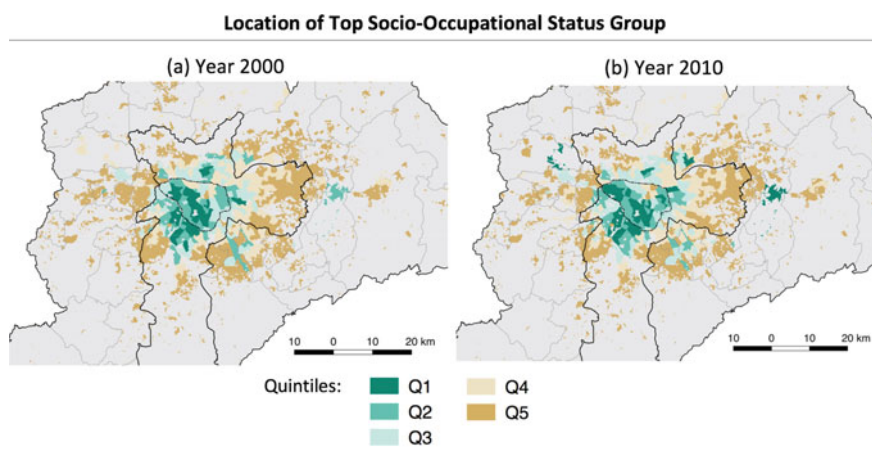 Location of Top Socio-Occupational Status Group
(a) Year 2000
(b) Year 2010
10 0 10 20 km
10 0 10 20 km
Quintiles:
Q1
Q4
Q2
Q5
Q3